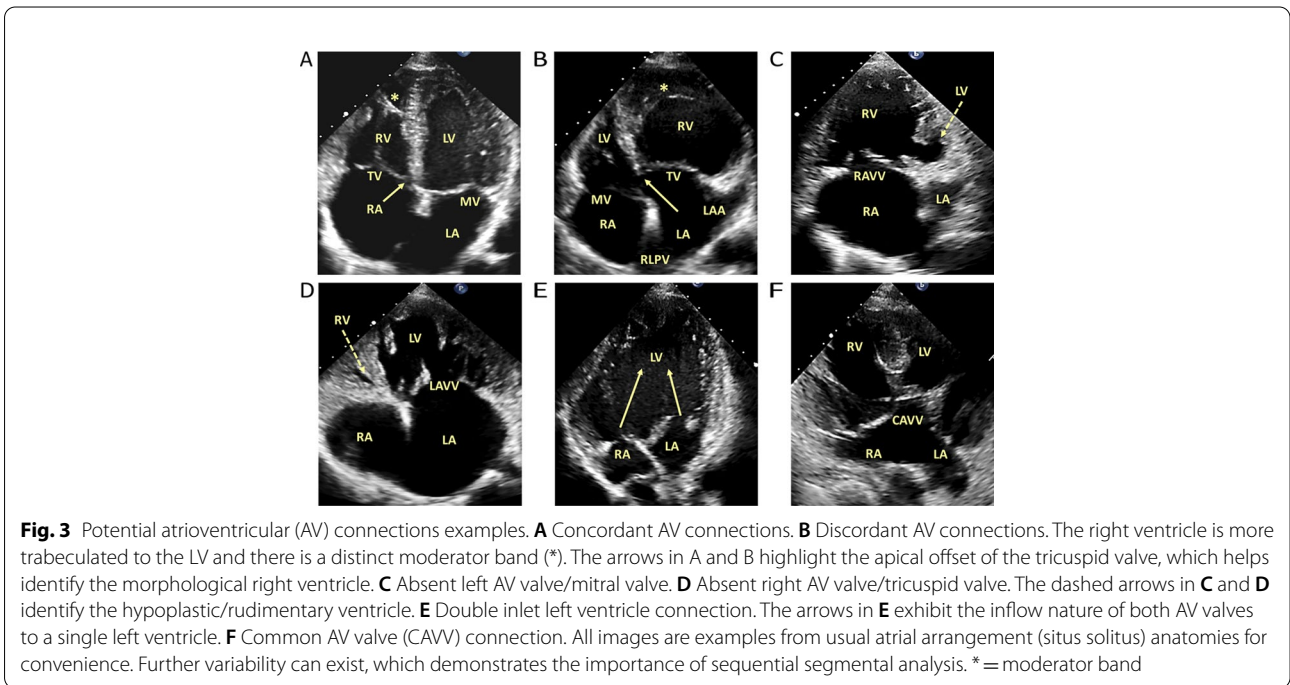 A
*
RV
LV
TV
RA
MV
LA
B
*
LV
RV
TV
MV
LAA
RA
LA
RLPV
C
LV
RV
RAVV
RA
LA
D
RV
LV
LAVV
RA
LA
E
LV
RA
LA
F
RV
LV
CAVV
RA
LA
Fig. 3 Potential atrioventricular (AV) connections examples. A Concordant AV connections. B Discordant AV connections. The right ventricle is more
trabeculated to the LV and there is a distinct moderator band (*). The arrows in A and B highlight the apical offset of the tricuspid valve, which helps
identify the morphological right ventricle. C Absent left AV valve/mitral valve. D Absent right AV valve/tricuspid valve. The dashed arrows in C and D
identify the hypoplastic/rudimentary ventricle. E Double inlet left ventricle connection. The arrows in E exhibit the inflow nature of both AV valves
to a single left ventricle. F Common AV valve (CAVV) connection. All images are examples from usual atrial arrangement (situs solitus) anatomies for
convenience. Further variability can exist, which demonstrates the importance of sequential segmental analysis. * = moderator band